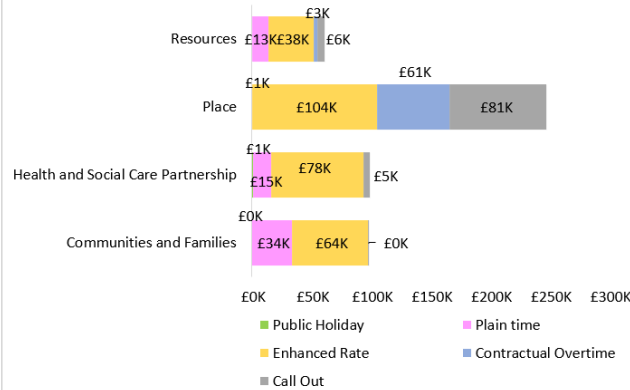 £3K
Resources £13K £38K £6K
£1K £61K
Place £104K £81K
£1K
Health and Social Care Partnership £15K £78K £5K
£0K
Communities and Families £34K £64K £0K
£0K £50K £100K £150K £200K £250K £300K
Public Holiday Plain time
Enhanced Rate Contractual Overtime
Call Out